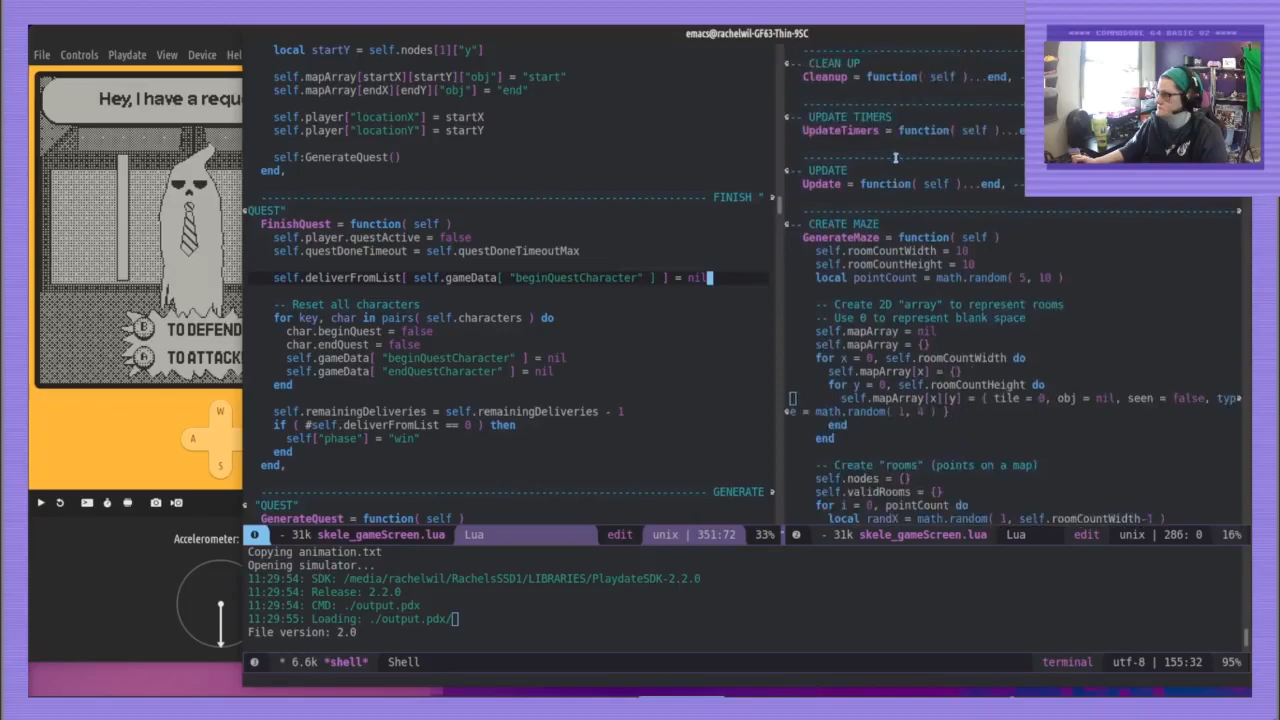 **** COMMODORE 64 BASIC V2 ****
emacs@rachelwil-GF63-Thin-9SC
File Controls Playdate View Device Hel
Hey, I have a reque
B TO DEFEND
A TO ATTACK
W
A
S
Accelerometer:
local startY = self.nodes[1]["y"]
self.mapArray[startX][startY]["obj"] = "start"
self.mapArray[endX][endY]["obj"] = "end"
self.player["locationX"] = startX
self.player["locationY"] = startY
self:GenerateQuest()
end,
------------------------------------------------------------------------ FINISH "
QUEST"
FinishQuest = function( self )
self.player.questActive = false
self.questDoneTimeout = self.questDoneTimeoutMax
self.deliverFromList[ self.gameData[ "beginQuestCharacter" ] ] = nil
-- Reset all characters
for key, char in pairs( self.characters ) do
char.beginQuest = false
char.endQuest = false
self.gameData[ "beginQuestCharacter" ] = nil
self.gameData[ "endQuestCharacter" ] = nil
end
self.remainingDeliveries = self.remainingDeliveries - 1
if ( #self.deliverFromList == 0 ) then
self["phase"] = "win"
end
end,
------------------------------------------------------------------------ GENERATE
"QUEST"
GenerateQuest = function( self )
1 - 31k skele_gameScreen.lua Lua edit unix | 351:72 33%
-- CLEAN UP
Cleanup = function( self )...end, -
-- UPDATE TIMERS
UpdateTimers = function( self )...e
-- UPDATE
Update = function( self )...end, --
-- CREATE MAZE
GenerateMaze = function( self )
self.roomCountWidth = 10
self.roomCountHeight = 10
local pointCount = math.random( 5, 10 )
-- Create 2D "array" to represent rooms
-- Use 0 to represent blank space
self.mapArray = nil
self.mapArray = {}
for x = 0, self.roomCountWidth do
self.mapArray[x] = {}
for y = 0, self.roomCountHeight do
self.mapArray[x][y] = { tile = 0, obj = nil, seen = false, typ
e = math.random( 1, 4 ) }
end
end
-- Create "rooms" (points on a map)
self.nodes = {}
self.validRooms = {}
for i = 0, pointCount do
local randX = math.random( 1, self.roomCountWidth-1 )
2 - 31k skele_gameScreen.lua Lua edit unix | 286: 0 16%
Copying animation.txt
Opening simulator...
11:29:54: SDK: /media/rachelwil/RachelsSSD1/LIBRARIES/PlaydateSDK-2.2.0
11:29:54: Release: 2.2.0
11:29:54: CMD: ./output.pdx
11:29:55: Loading: ./output.pdx/
File version: 2.0
3 * 6.6k *shell* Shell terminal utf-8 | 155:32 95%